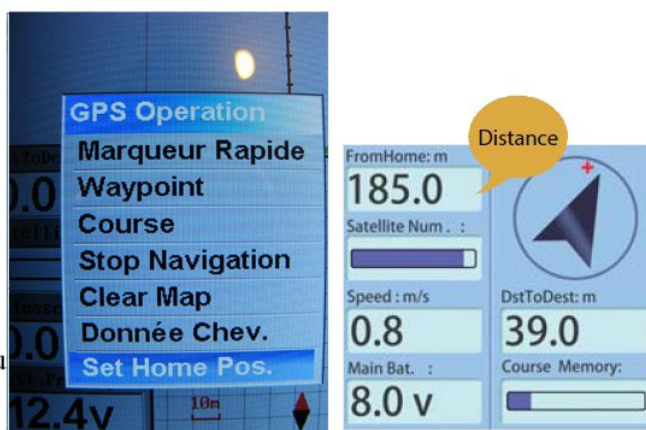 GPS Operation
Marqueur Rapide
Waypoint
Course
Stop Navigation
Clear Map
Donnée Chev.
Set Home Pos.
0.0
0.0
12.4v
10m
Distance
FromHome: m
185.0
Satellite Num. :
Speed : m/s
0.8
Main Bat. :
8.0 v
DstToDest: m
39.0
Course Memory: